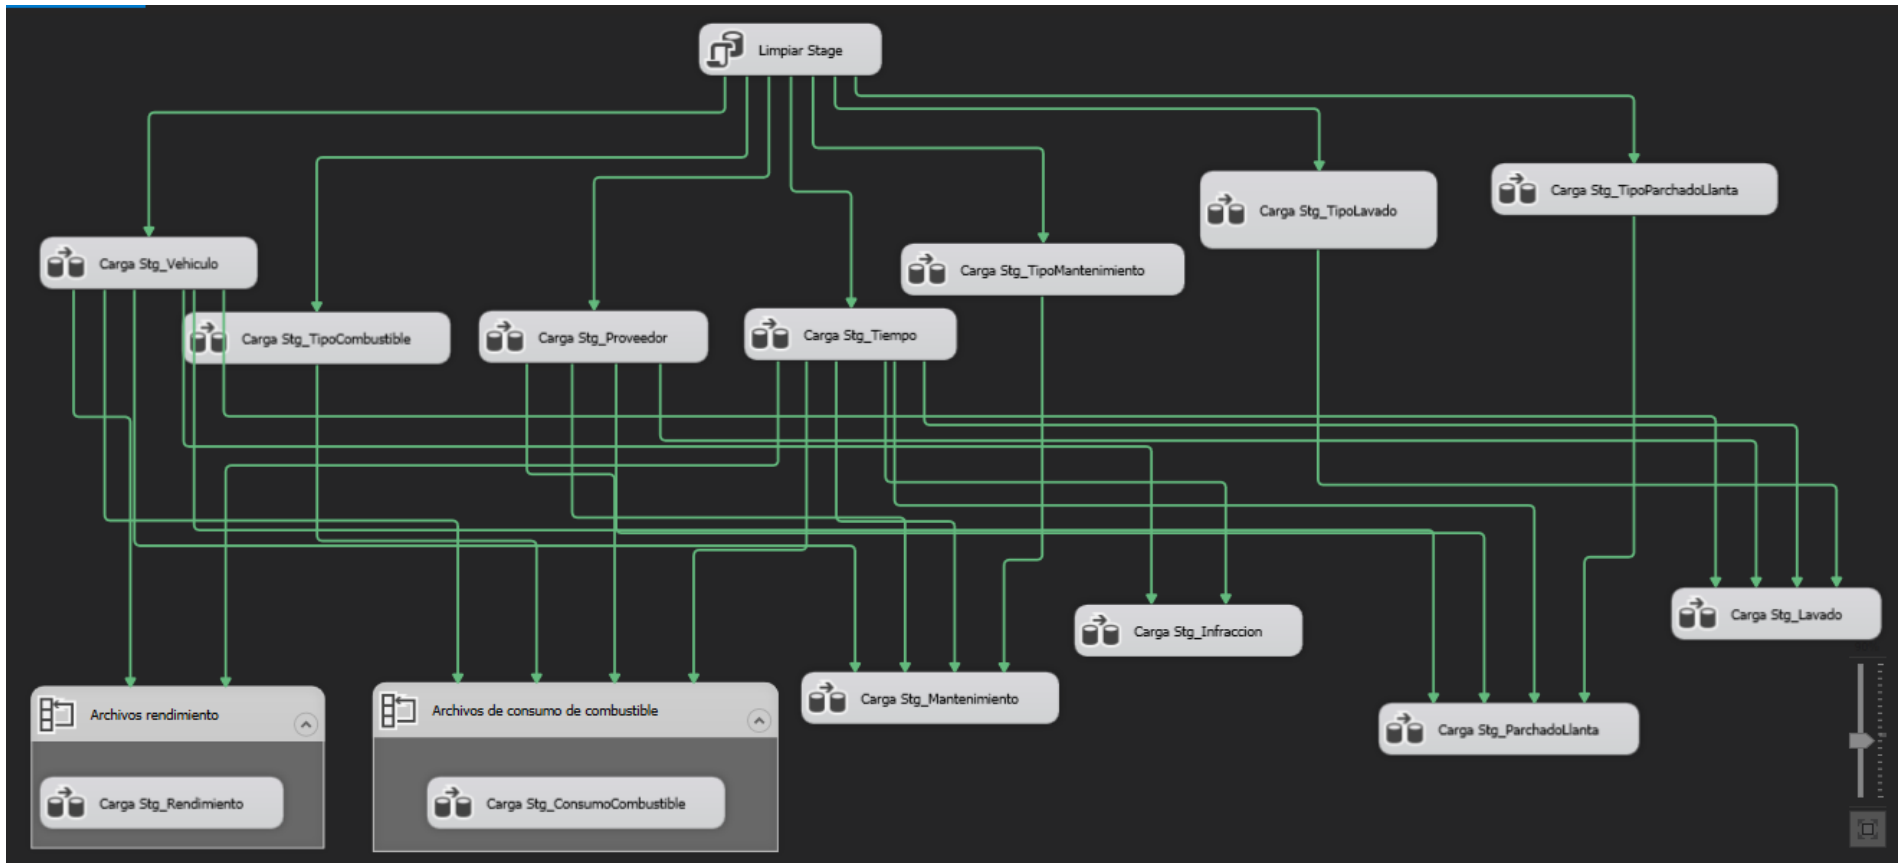 Limpiar Stage
Carga Stg_TipoParchadoLlanta
Carga Stg_TipoLavado
Carga Stg_Vehiculo
Carga Stg_TipoMantenimiento
Carga Stg_TipoCombustible
Carga Stg_Proveedor
Carga Stg_Tiempo
Carga Stg_Lavado
Carga Stg_Infraccion
Carga Stg_Mantenimiento
Archivos rendimiento
Archivos de consumo de combustible
Carga Stg_ParchadoLlanta
Carga Stg_Rendimiento
Carga Stg_ConsumoCombustible